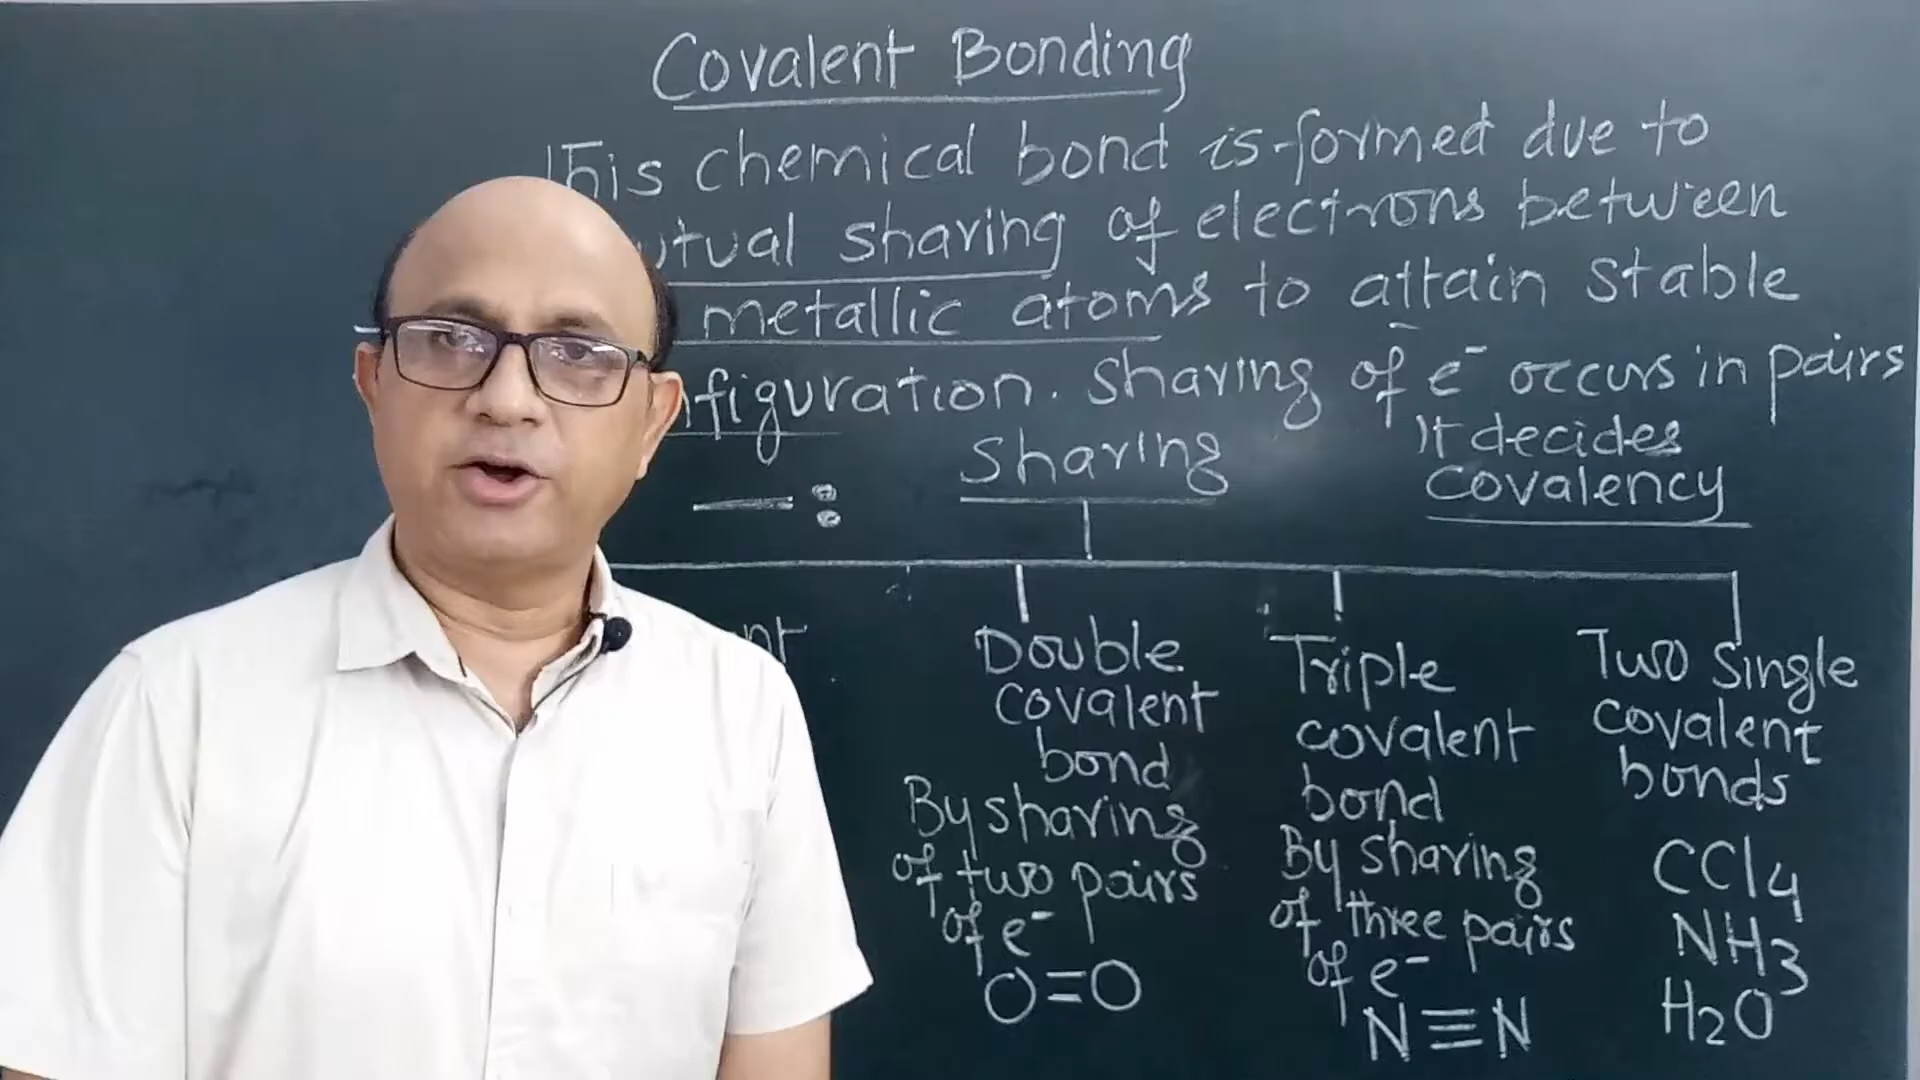 Covalent Bonding
This chemical bond is formed due to
utual sharing of electrons between
metallic atoms to attain stable
nfiguration. Sharing of e⁻ occurs in pairs
Sharing
It decides
covalency
— :
nt
Double
covalent
bond
By sharing
of two pairs
of e⁻
O=O
Triple
covalent
bond
By sharing
of three pairs
of e⁻
N≡N
Two single
covalent
bonds
CCl4
NH3
H2O